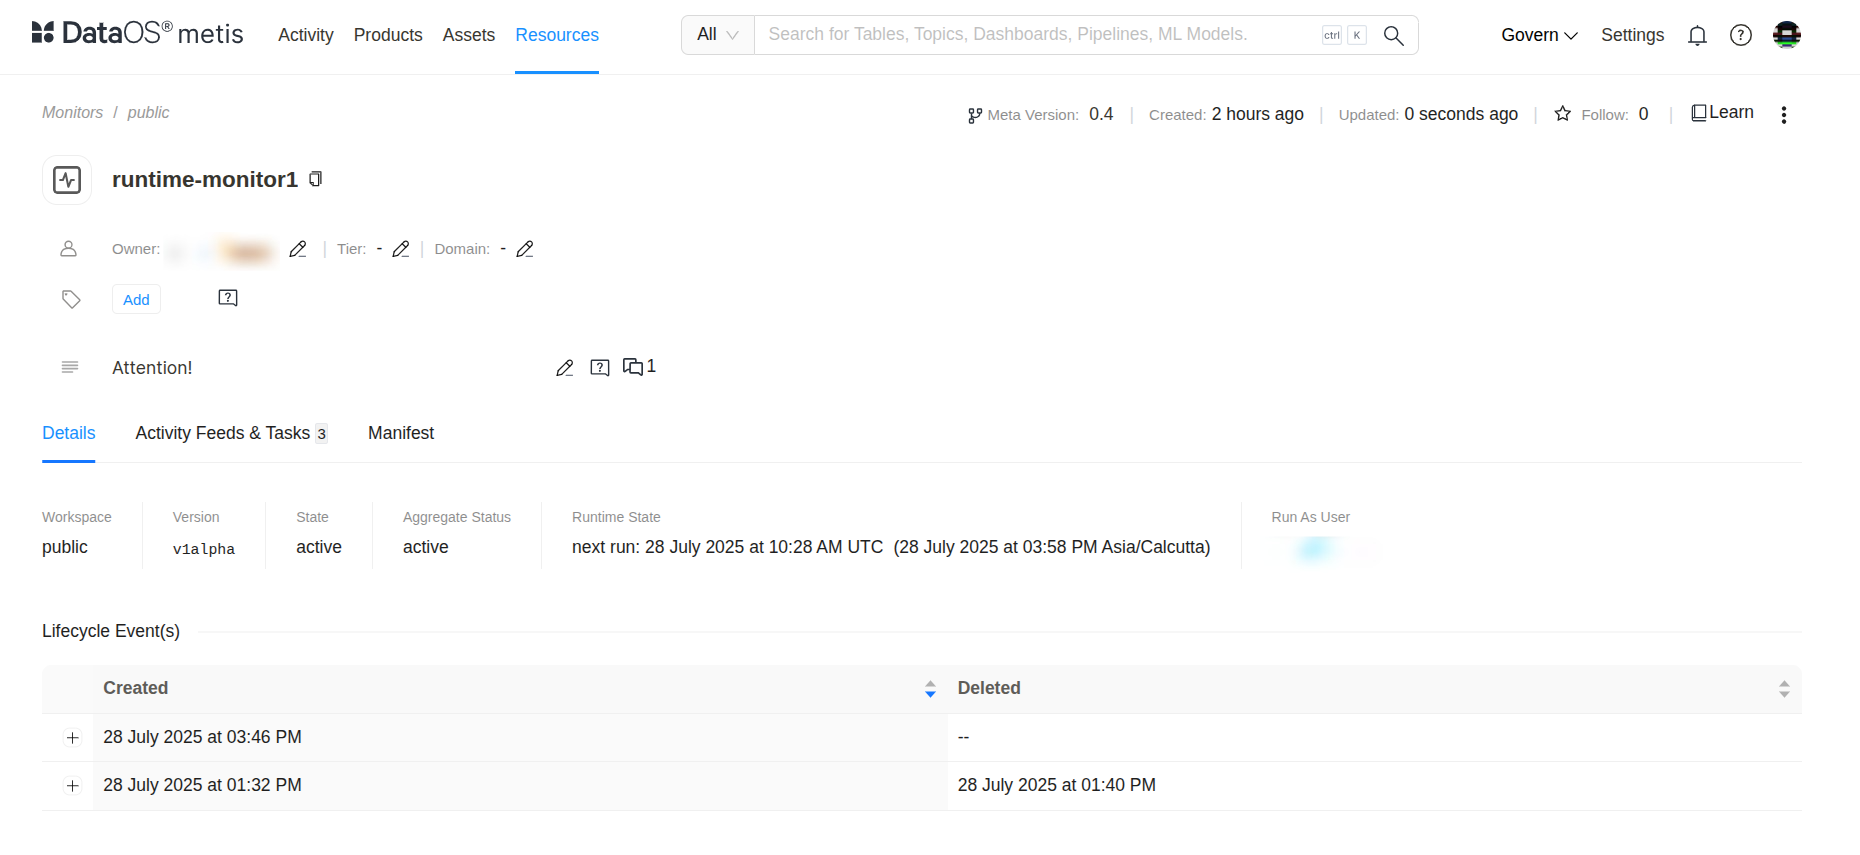 DataOS® metis Activity Products Assets Resources All Search for Tables, Topics, Dashboards, Pipelines, ML Models. ctrl K Govern Settings
Monitors / public Meta Version: 0.4 | Created: 2 hours ago | Updated: 0 seconds ago | Follow: 0 | Learn
runtime-monitor1
Owner: | Tier: - | Domain: -
Add
Attention! 1
Details Activity Feeds & Tasks 3 Manifest
Workspace Version State Aggregate Status Runtime State Run As User
public v1alpha active active next run: 28 July 2025 at 10:28 AM UTC (28 July 2025 at 03:58 PM Asia/Calcutta)
Lifecycle Event(s)
Created Deleted
28 July 2025 at 03:46 PM --
28 July 2025 at 01:32 PM 28 July 2025 at 01:40 PM